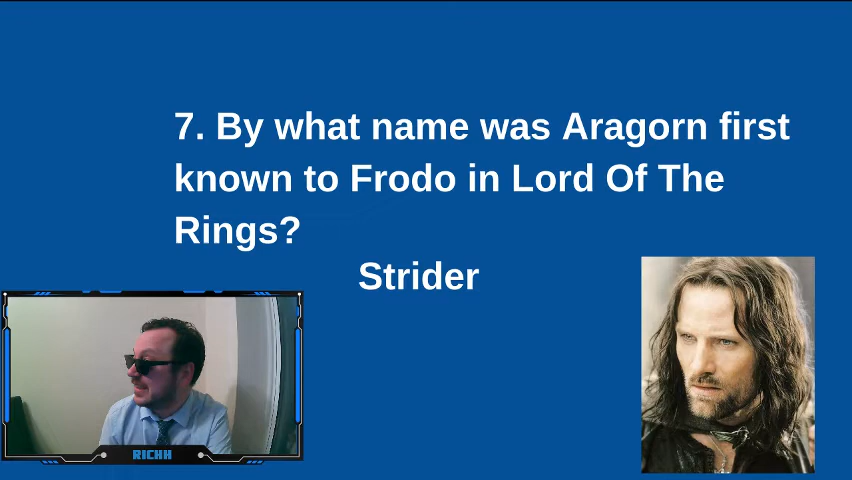 7. By what name was Aragorn first
known to Frodo in Lord Of The
Rings?
Strider
RICHH